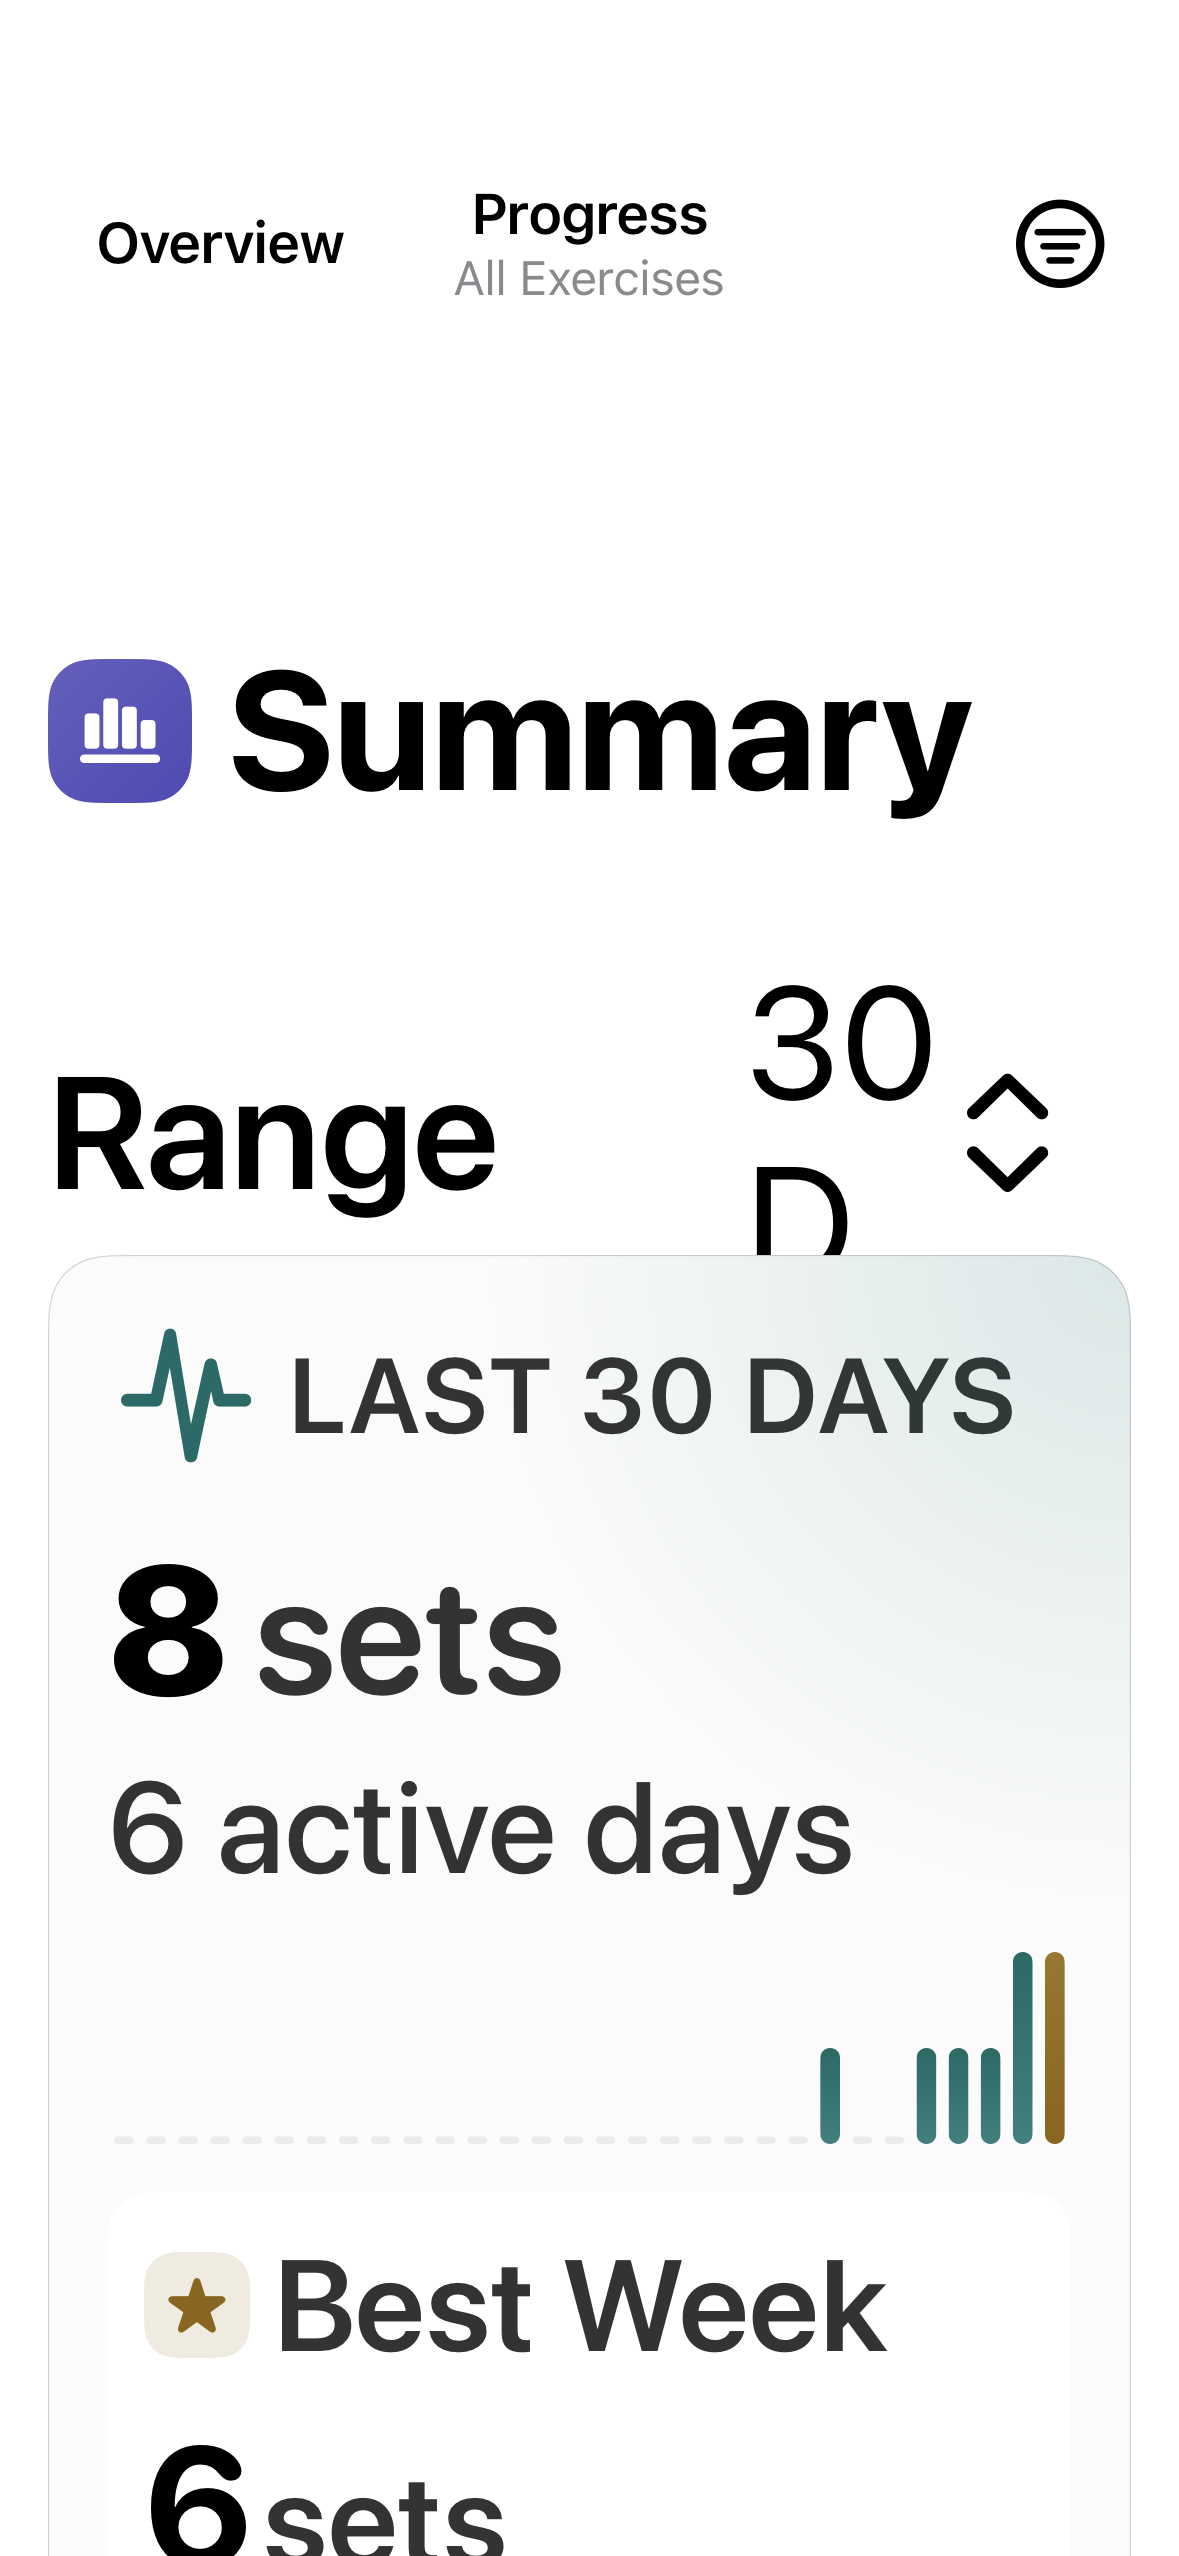 Overview
Progress
All Exercises
Summary
Range
30
D
LAST 30 DAYS
8 sets
6 active days
Best Week
6 sets